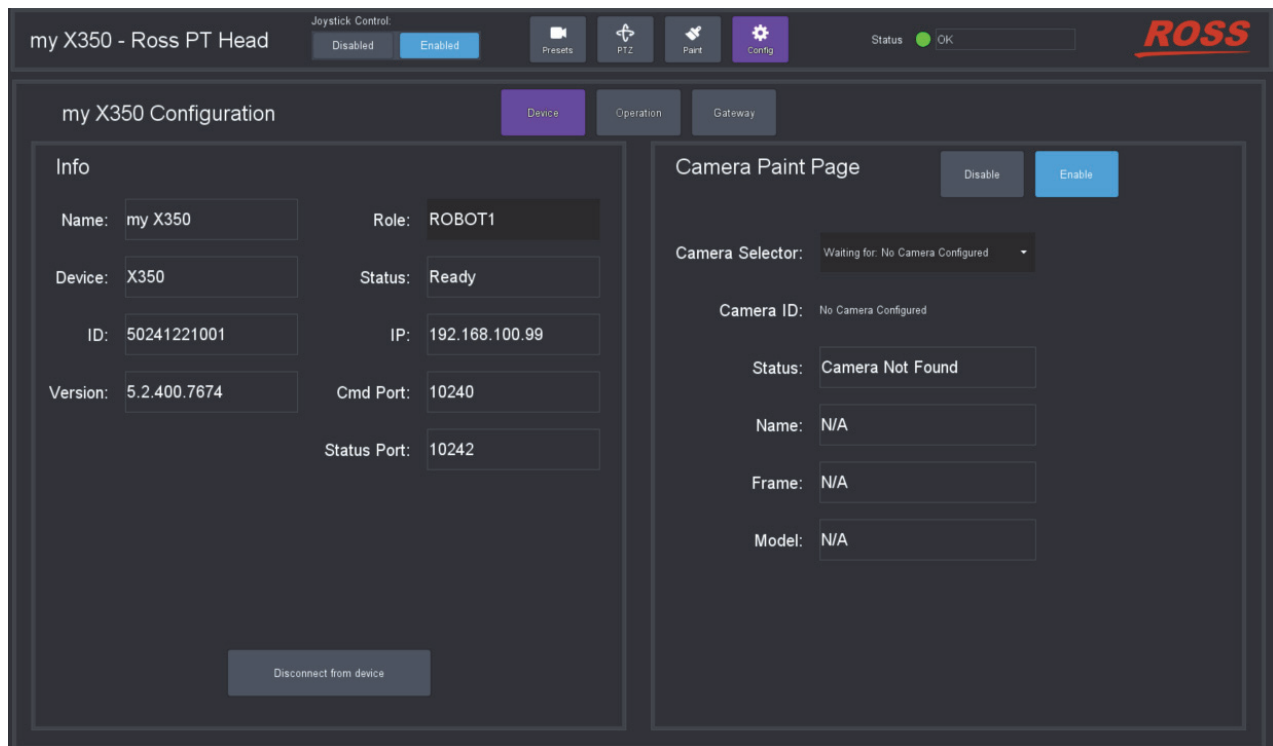 my X350 - Ross PT Head
Joystick Control:
Disabled
Enabled
Presets
PTZ
Paint
Config
Status
OK
ROSS
my X350 Configuration
Device
Operation
Gateway
Info
Name: my X350
Role: ROBOT1
Device: X350
Status: Ready
ID: 50241221001
IP: 192.168.100.99
Version: 5.2.400.7674
Cmd Port: 10240
Status Port: 10242
Disconnect from device
Camera Paint Page
Disable
Enable
Camera Selector: Waiting for: No Camera Configured
Camera ID: No Camera Configured
Status: Camera Not Found
Name: N/A
Frame: N/A
Model: N/A